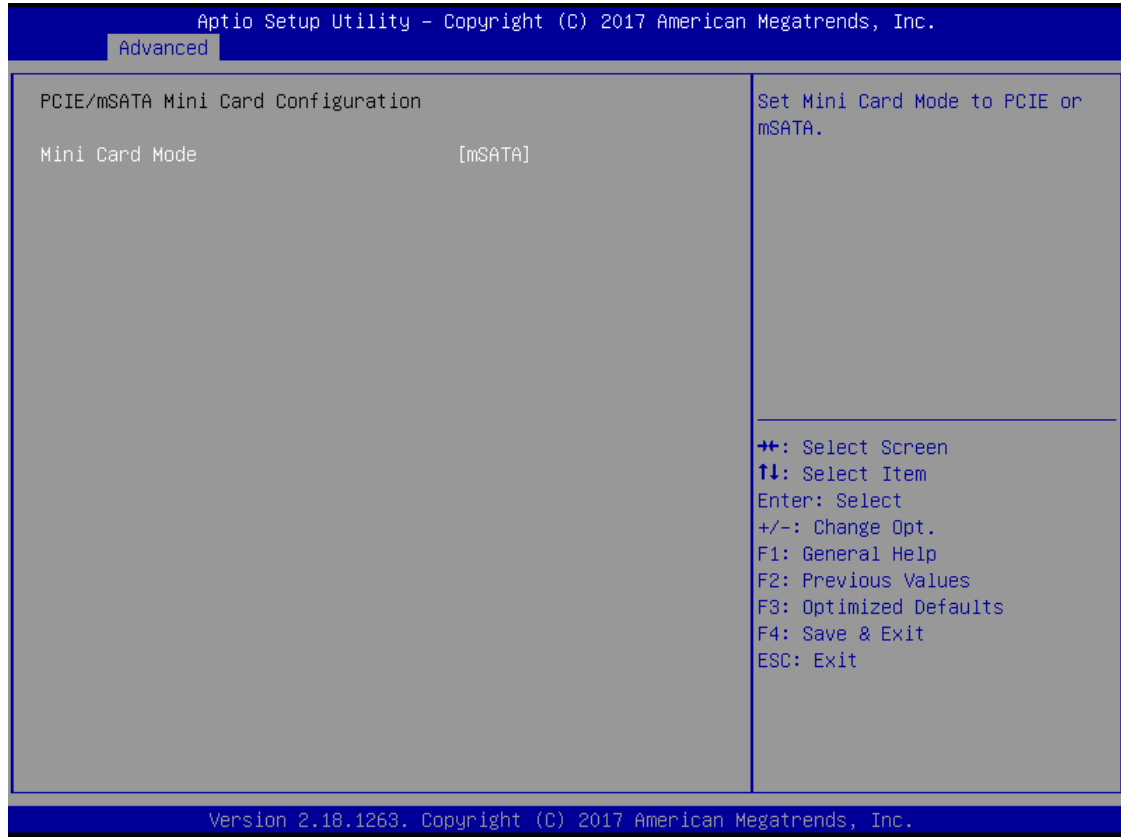 Aptio Setup Utility – Copyright (C) 2017 American Megatrends, Inc.
Advanced
PCIE/mSATA Mini Card Configuration
Mini Card Mode [mSATA]
Set Mini Card Mode to PCIE or
mSATA.
→←: Select Screen
↑↓: Select Item
Enter: Select
+/-: Change Opt.
F1: General Help
F2: Previous Values
F3: Optimized Defaults
F4: Save & Exit
ESC: Exit
Version 2.18.1263. Copyright (C) 2017 American Megatrends, Inc.